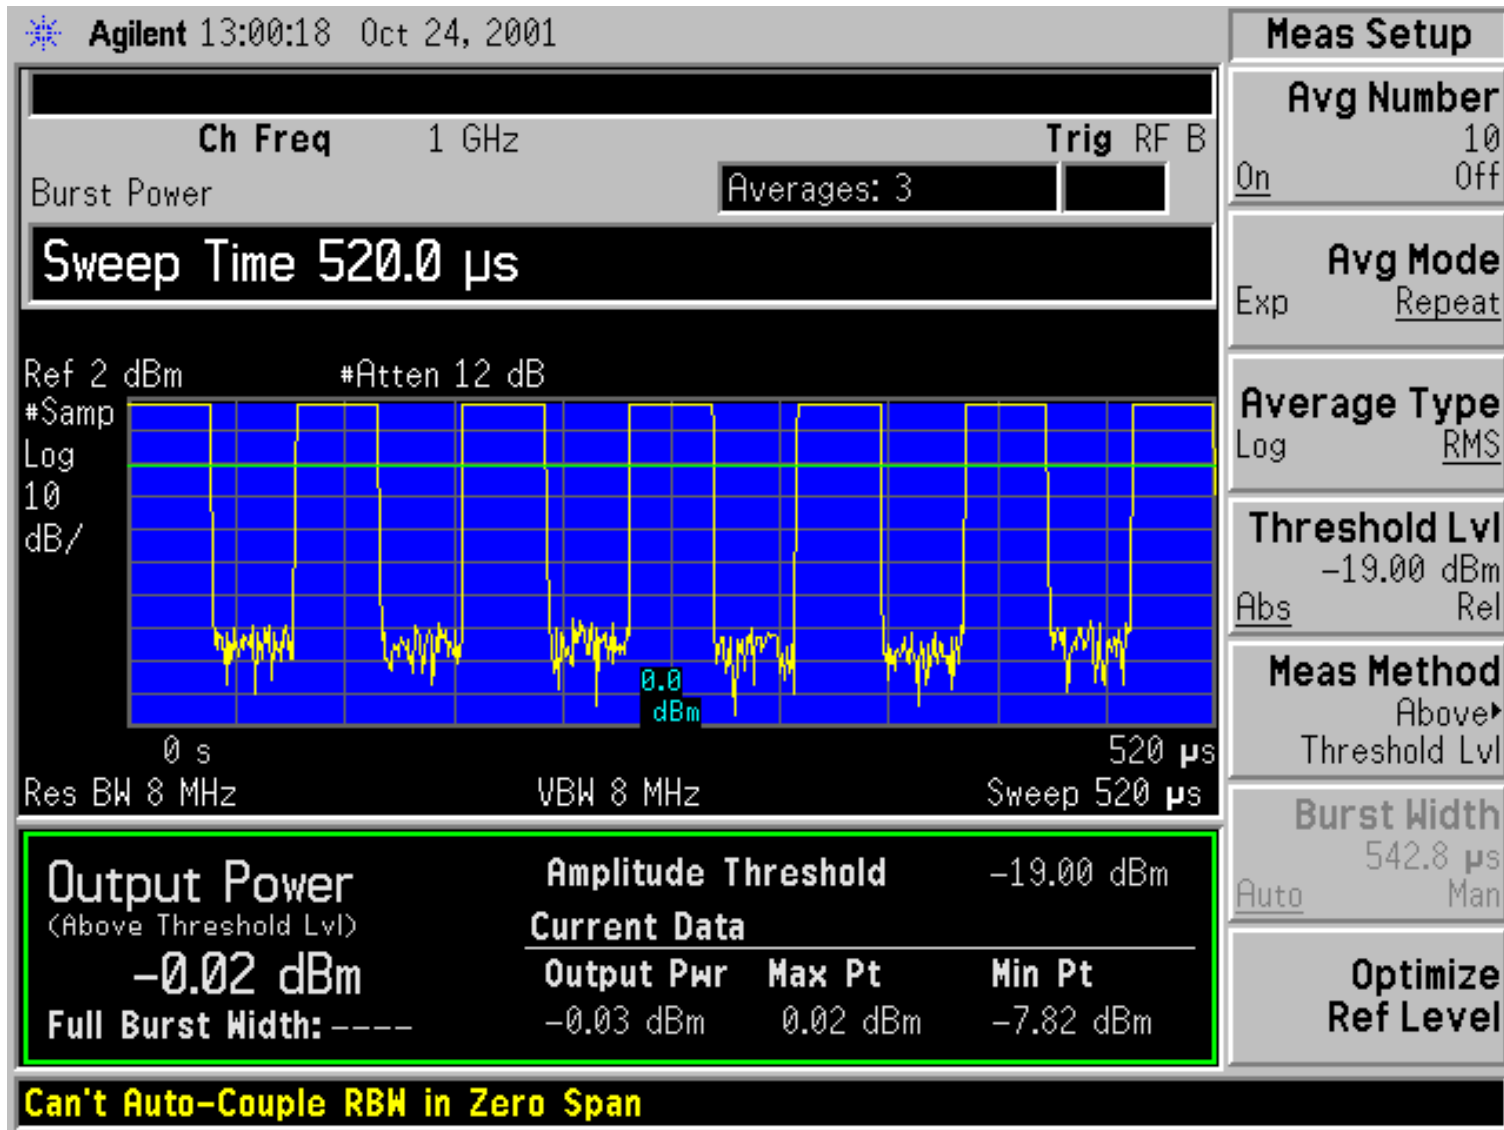 Agilent 13:00:18 Oct 24, 2001
Ch Freq 1 GHz Trig RF B
Burst Power Averages: 3
Sweep Time 520.0 µs
Ref 2 dBm #Atten 12 dB
#Samp
Log
10
dB/
0.0
dBm
0 s 520 µs
Res BW 8 MHz VBW 8 MHz Sweep 520 µs
Output Power
(Above Threshold Lvl)
-0.02 dBm
Full Burst Width: ----
Amplitude Threshold -19.00 dBm
Current Data
Output Pwr Max Pt Min Pt
-0.03 dBm 0.02 dBm -7.82 dBm
Can't Auto-Couple RBW in Zero Span
Meas Setup
Avg Number
10
On Off
Avg Mode
Exp Repeat
Average Type
Log RMS
Threshold Lvl
-19.00 dBm
Abs Rel
Meas Method
Above▸
Threshold Lvl
Burst Width
542.8 µs
Auto Man
Optimize
Ref Level